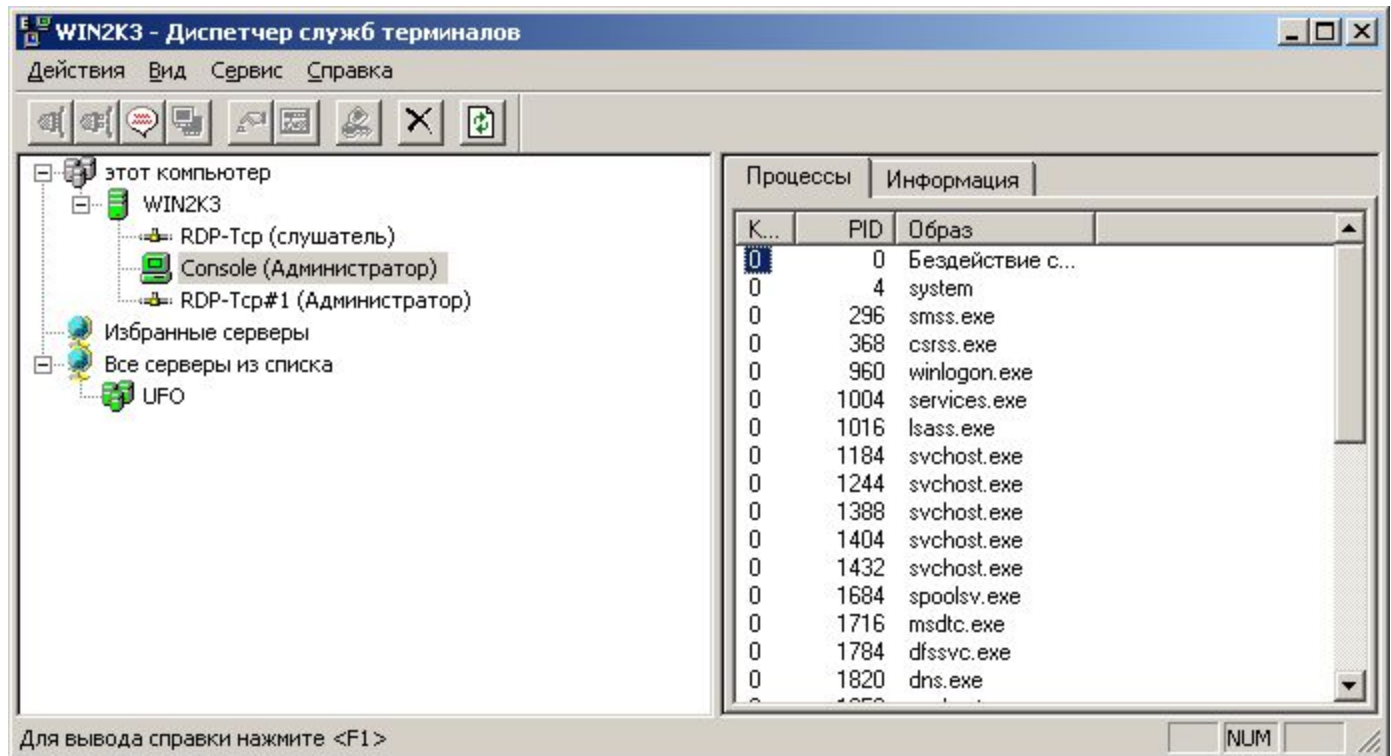 WIN2K3 - Диспетчер служб терминалов
Действия Вид Сервис Справка
этот компьютер
WIN2K3
RDP-Tcp (слушатель)
Console (Администратор)
RDP-Tcp#1 (Администратор)
Избранные серверы
Все серверы из списка
UFO
Процессы Информация
К... PID Образ
0 0 Бездействие с...
0 4 system
0 296 smss.exe
0 368 csrss.exe
0 960 winlogon.exe
0 1004 services.exe
0 1016 lsass.exe
0 1184 svchost.exe
0 1244 svchost.exe
0 1388 svchost.exe
0 1404 svchost.exe
0 1432 svchost.exe
0 1684 spoolsv.exe
0 1716 msdtc.exe
0 1784 dfssvc.exe
0 1820 dns.exe
Для вывода справки нажмите <F1>
NUM